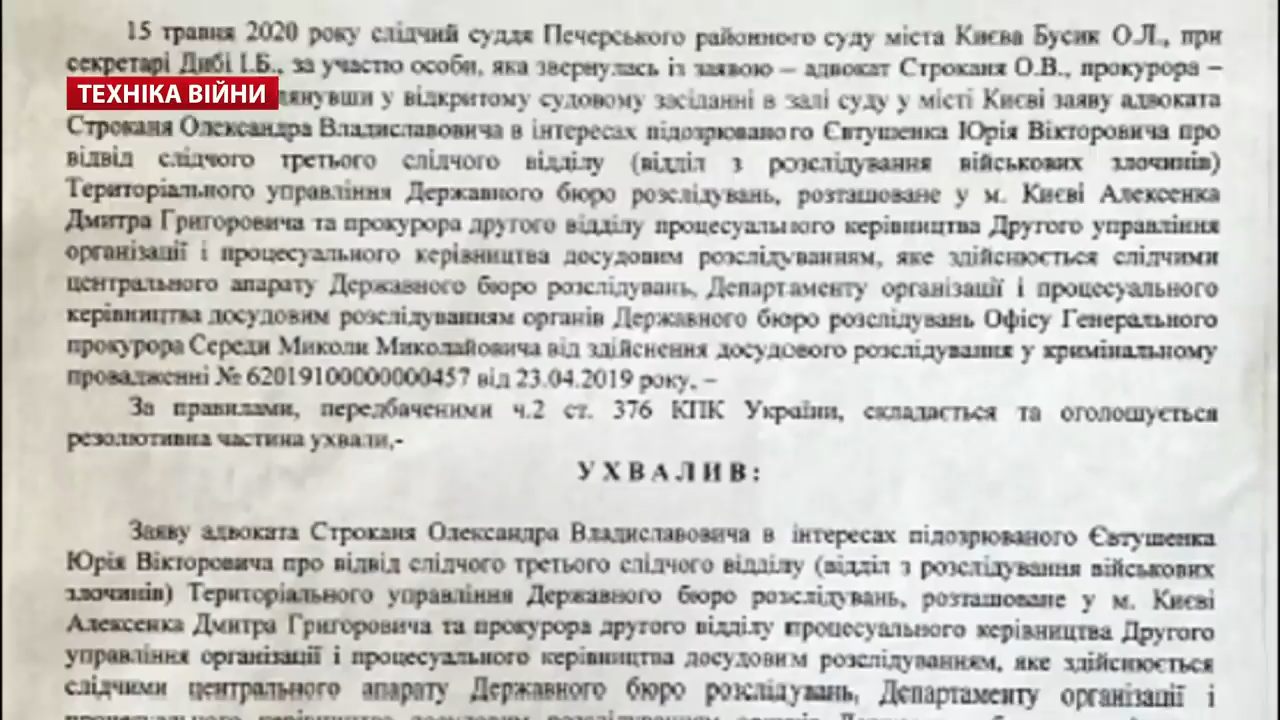 15 травня 2020 року слідчий суддя Печерського районного суду міста Києва Бусик О.Л., при
секретарі Дибі І.Б., за участю особи, яка звернулась із заявою – адвокат Строканя О.В., прокурора –
ТЕХНІКА ВІЙНИ
у відкритому судовому засіданні в залі суду у місті Києві заяву адвоката
Строканя Олександра Владиславовича в інтересах підозрюваного Євтушенка Юрія Вікторовича про
відвід слідчого третього слідчого відділу (відділ з розслідування військових злочинів)
Територіального управління Державного бюро розслідувань, розташоване у м. Києві Алексенка
Дмитра Григоровича та прокурора другого відділу процесуального керівництва Другого управління
організації і процесуального керівництва досудовим розслідуванням, яке здійснюється слідчими
центрального апарату Державного бюро розслідувань, Департаменту організації і процесуального
керівництва досудовим розслідуванням органів Державного бюро розслідувань Офісу Генерального
прокурора Середи Миколи Миколайовича від здійснення досудового розслідування у кримінальному
провадженні № 62019100000000457 від 23.04.2019 року, –
За правилами, передбаченими ч.2 ст. 376 КПК України, складається та оголошується
резолютивна частина ухвали,-
УХВАЛИВ:
Заяву адвоката Строканя Олександра Владиславовича в інтересах підозрюваного Євтушенка
Юрія Вікторовича про відвід слідчого третього слідчого відділу (відділ з розслідування військових
злочинів) Територіального управління Державного бюро розслідувань, розташоване у м. Києві
Алексенка Дмитра Григоровича та прокурора другого відділу процесуального керівництва Другого
управління організації і процесуального керівництва досудовим розслідуванням, яке здійснюється
слідчими центрального апарату Державного бюро розслідувань, Департаменту організації і